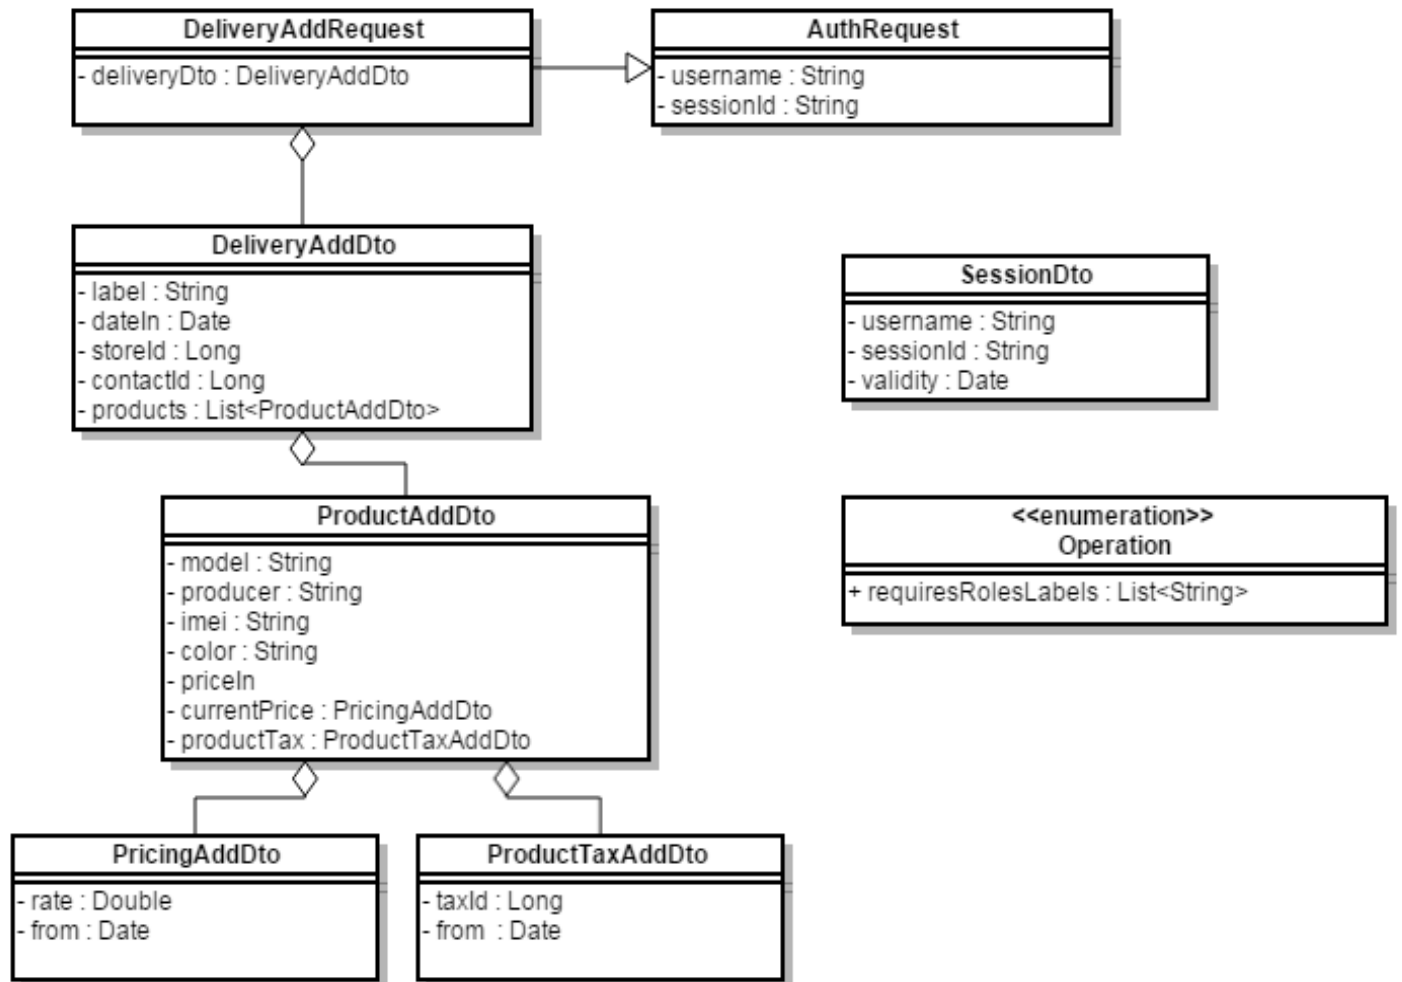 DeliveryAddRequest
- deliveryDto : DeliveryAddDto
AuthRequest
- username : String
- sessionId : String
DeliveryAddDto
- label : String
- dateIn : Date
- storeId : Long
- contactId : Long
- products : List<ProductAddDto>
SessionDto
- username : String
- sessionId : String
- validity : Date
ProductAddDto
- model : String
- producer : String
- imei : String
- color : String
- priceIn
- currentPrice : PricingAddDto
- productTax : ProductTaxAddDto
<<enumeration>>
Operation
+ requiresRolesLabels : List<String>
PricingAddDto
- rate : Double
- from : Date
ProductTaxAddDto
- taxId : Long
- from  : Date